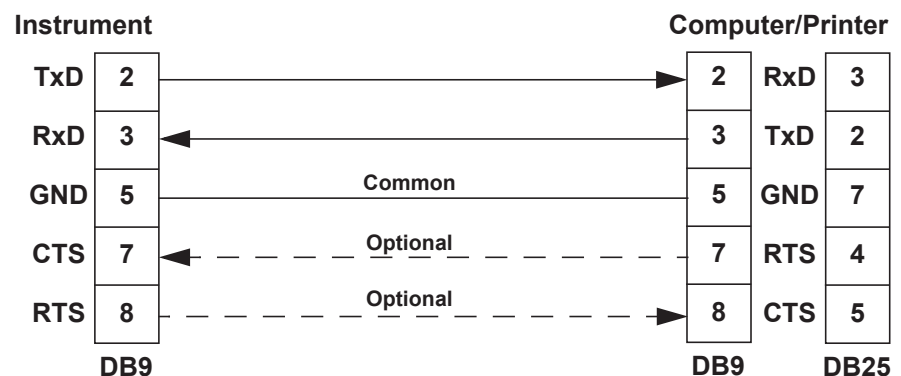 Instrument Computer/Printer
TxD 2 2 RxD 3
RxD 3 3 TxD 2
GND 5 Common 5 GND 7
CTS 7 Optional 7 RTS 4
RTS 8 Optional 8 CTS 5
DB9 DB9 DB25